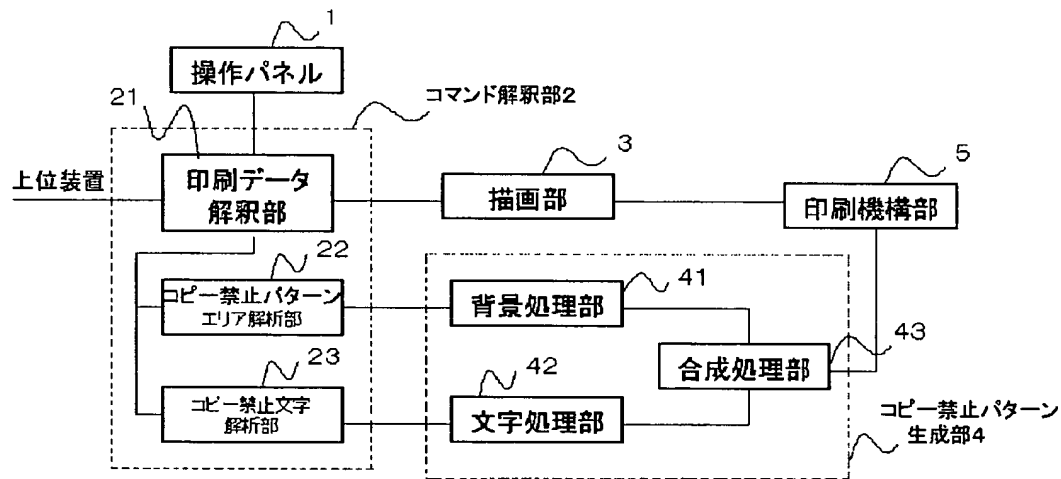 1
操作パネル
コマンド解釈部2
21
上位装置
印刷データ
解釈部
3
描画部
5
印刷機構部
22
コピー禁止パターン
エリア解析部
41
背景処理部
43
合成処理部
23
コピー禁止文字
解析部
42
文字処理部
コピー禁止パターン
生成部4